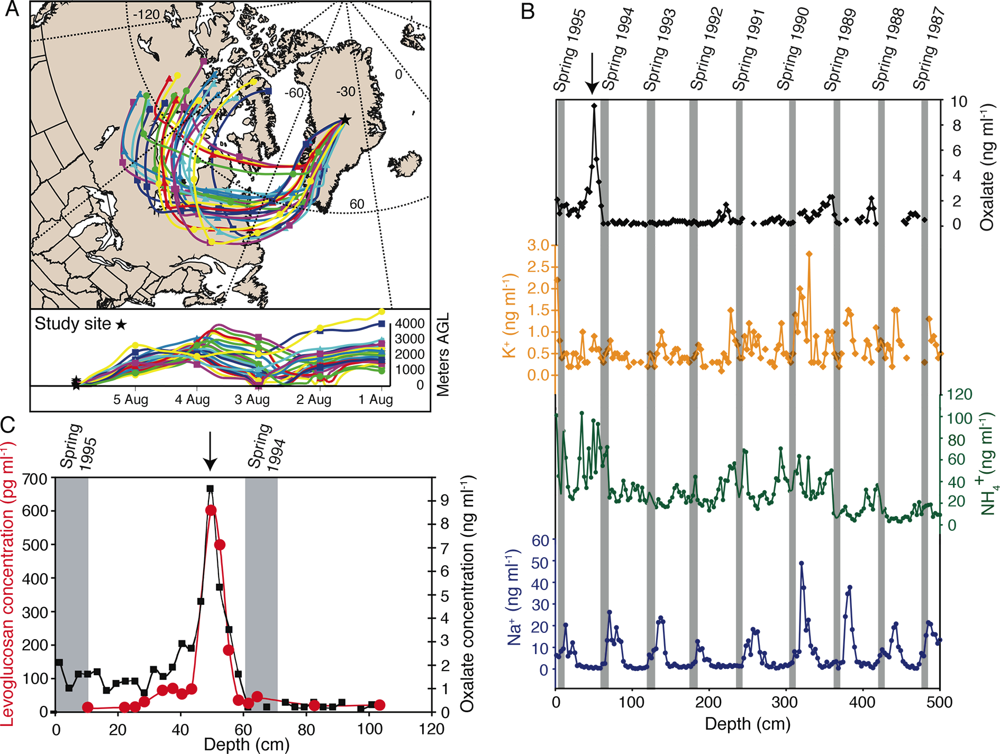 A
-120
-90
-60
-30
0
60
Study site
4000
3000
2000
1000
0
Meters AGL
5 Aug
4 Aug
3 Aug
2 Aug
1 Aug
B
Spring 1995
Spring 1994
Spring 1993
Spring 1992
Spring 1991
Spring 1990
Spring 1989
Spring 1988
Spring 1987
10
8
6
4
2
0
Oxalate (ng ml⁻¹)
3.0
2.5
2.0
1.5
1.0
0.5
0.0
K⁺ (ng ml⁻¹)
120
100
80
60
40
20
0
NH₄⁺ (ng ml⁻¹)
60
50
40
30
20
10
0
Na⁺ (ng ml⁻¹)
0
100
200
300
400
500
Depth (cm)
C
Spring
1995
Spring
1994
700
600
500
400
300
200
100
0
Levoglucosan concentration (pg ml⁻¹)
9
8
7
6
5
4
3
2
1
0
Oxalate concentration (ng ml⁻¹)
0
20
40
60
80
100
120
Depth (cm)